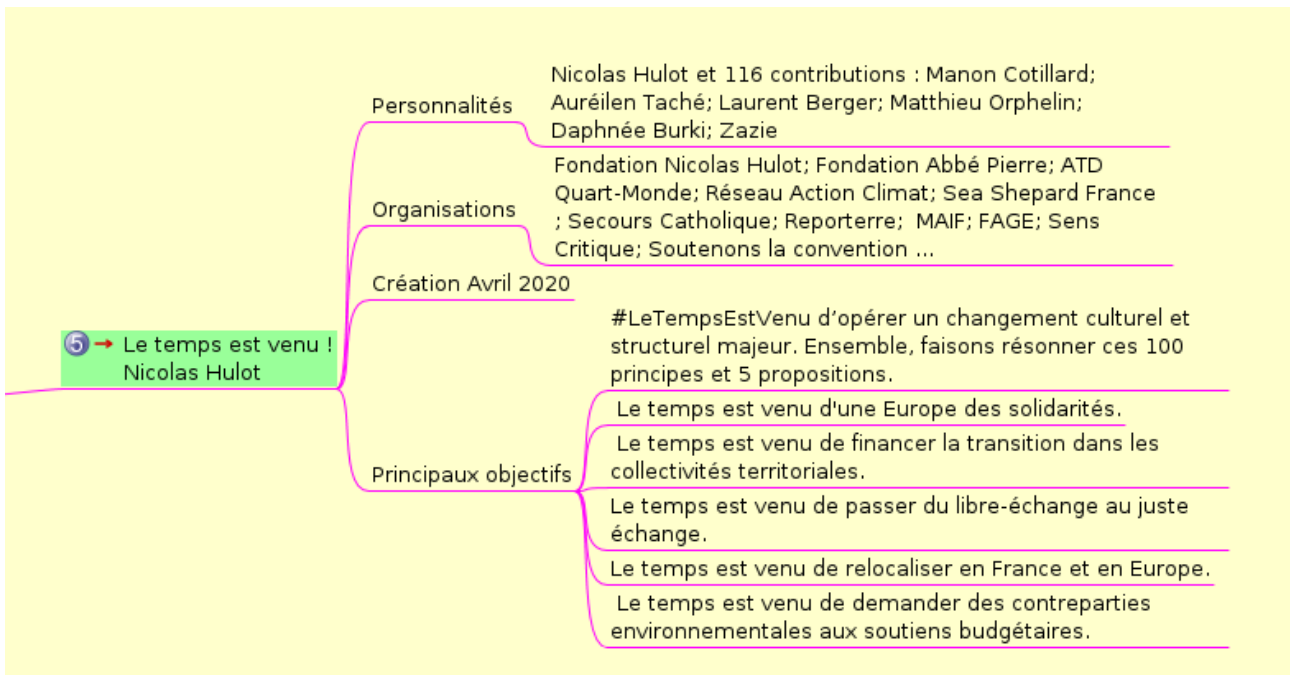 Personnalités
Nicolas Hulot et 116 contributions : Manon Cotillard;
Auréilen Taché; Laurent Berger; Matthieu Orphelin;
Daphnée Burki; Zazie
Organisations
Fondation Nicolas Hulot; Fondation Abbé Pierre; ATD
Quart-Monde; Réseau Action Climat; Sea Shepard France
; Secours Catholique; Reporterre;  MAIF; FAGE; Sens
Critique; Soutenons la convention ...
Création Avril 2020
5 → Le temps est venu !
Nicolas Hulot
Principaux objectifs
#LeTempsEstVenu d’opérer un changement culturel et
structurel majeur. Ensemble, faisons résonner ces 100
principes et 5 propositions.
Le temps est venu d'une Europe des solidarités.
Le temps est venu de financer la transition dans les
collectivités territoriales.
Le temps est venu de passer du libre-échange au juste
échange.
Le temps est venu de relocaliser en France et en Europe.
Le temps est venu de demander des contreparties
environnementales aux soutiens budgétaires.